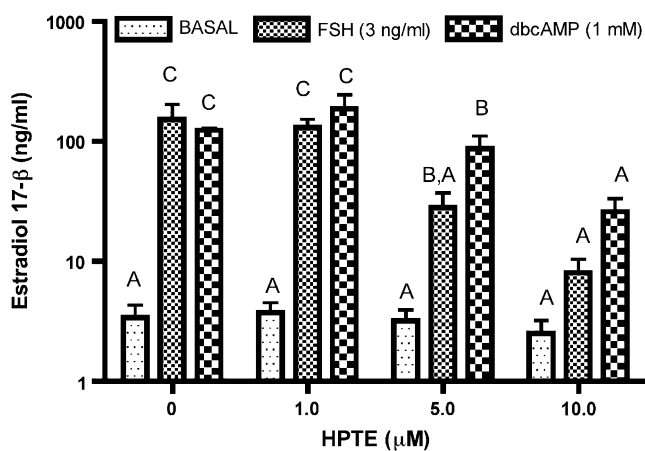 BASAL FSH (3 ng/ml) dbcAMP (1 mM)
Estradiol 17-β (ng/ml)
1000
100
10
1
A C C
A C C
A B,A B
A A A
0 1.0 5.0 10.0
HPTE (μM)